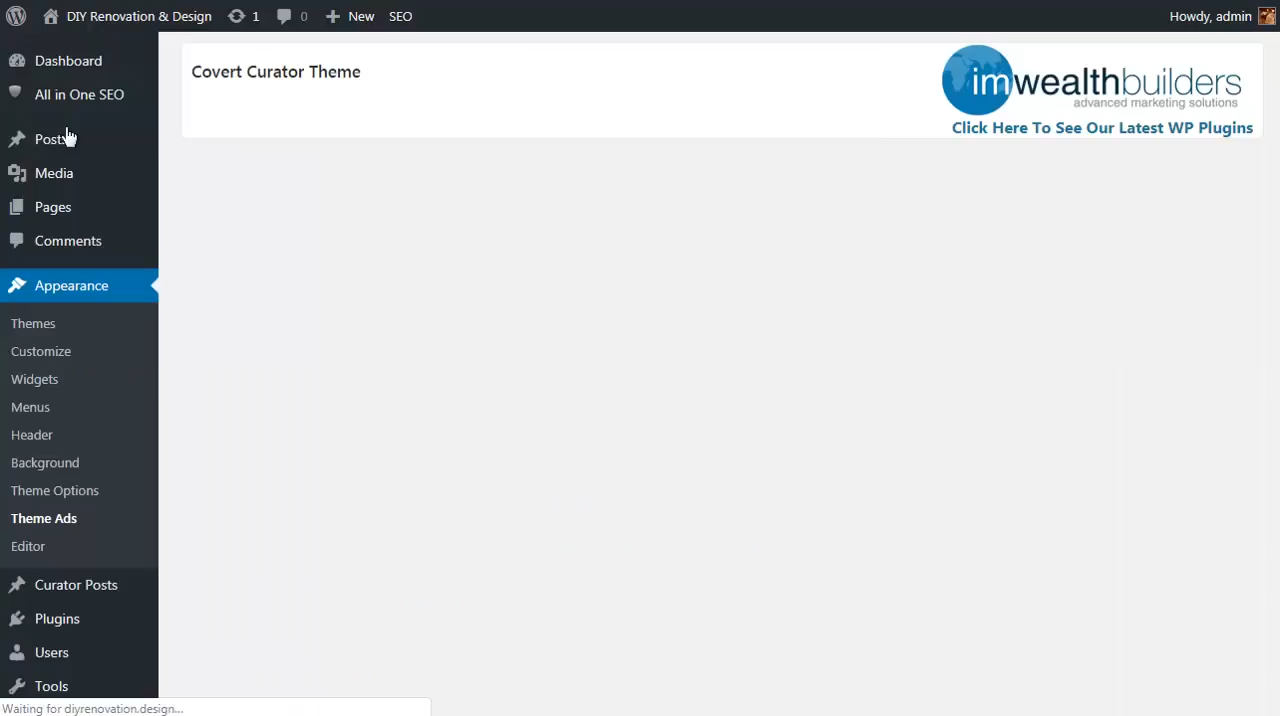 DIY Renovation & Design 1 0 New SEO Howdy, admin
Dashboard
All in One SEO
Posts
Media
Pages
Comments
Appearance
Themes
Customize
Widgets
Menus
Header
Background
Theme Options
Theme Ads
Editor
Curator Posts
Plugins
Users
Tools
Covert Curator Theme
imwealthbuilders
advanced marketing solutions
Click Here To See Our Latest WP Plugins
Waiting for diyrenovation.design...